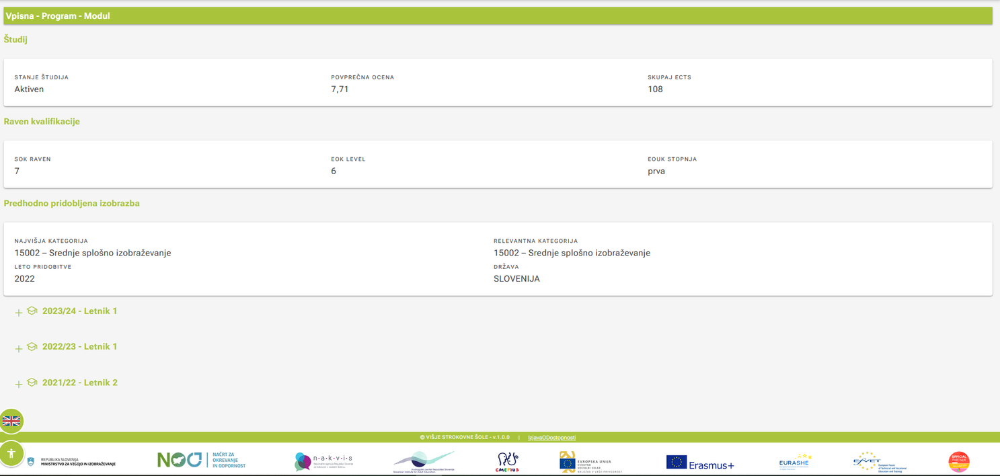 Vpisna - Program - Modul
Študij
STANJE ŠTUDIJA POVPREČNA OCENA SKUPAJ ECTS
Aktiven 7,71 108
Raven kvalifikacije
SOK RAVEN EOK LEVEL EOUK STOPNJA
7 6 prva
Predhodno pridobljena izobrazba
NAJVIŠJA KATEGORIJA RELEVANTNA KATEGORIJA
15002 – Srednje splošno izobraževanje 15002 – Srednje splošno izobraževanje
LETO PRIDOBITVE DRŽAVA
2022 SLOVENIJA
2023/24 - Letnik 1
2022/23 - Letnik 1
2021/22 - Letnik 2
© VIŠJE STROKOVNE ŠOLE - v.1.0.0 | IzjavaODostopnosti
REPUBLIKA SLOVENIJA
MINISTRSTVO ZA VZGOJO IN IZOBRAŽEVANJE
NOO
NAČRT ZA
OKREVANJE
IN ODPORNOST
n·a·k·v·i·s
CMEPIUS
EVROPSKA UNIJA
EVROPSKI
SOCIALNI SKLAD
NALOŽBA V VAŠO PRIHODNOST
Erasmus+
EURASHE
OFFICIAL
PARTNER